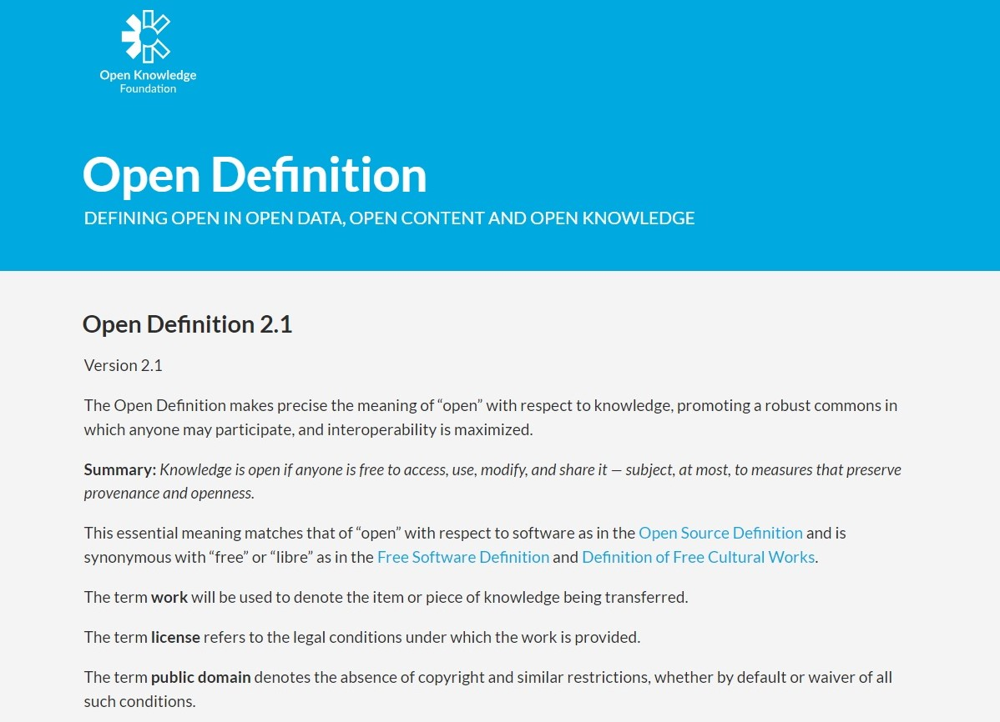 Open Knowledge
Foundation
Open Definition
DEFINING OPEN IN OPEN DATA, OPEN CONTENT AND OPEN KNOWLEDGE
Open Definition 2.1
Version 2.1
The Open Definition makes precise the meaning of “open” with respect to knowledge, promoting a robust commons in
which anyone may participate, and interoperability is maximized.
Summary: Knowledge is open if anyone is free to access, use, modify, and share it — subject, at most, to measures that preserve
provenance and openness.
This essential meaning matches that of “open” with respect to software as in the Open Source Definition and is
synonymous with “free” or “libre” as in the Free Software Definition and Definition of Free Cultural Works.
The term work will be used to denote the item or piece of knowledge being transferred.
The term license refers to the legal conditions under which the work is provided.
The term public domain denotes the absence of copyright and similar restrictions, whether by default or waiver of all
such conditions.